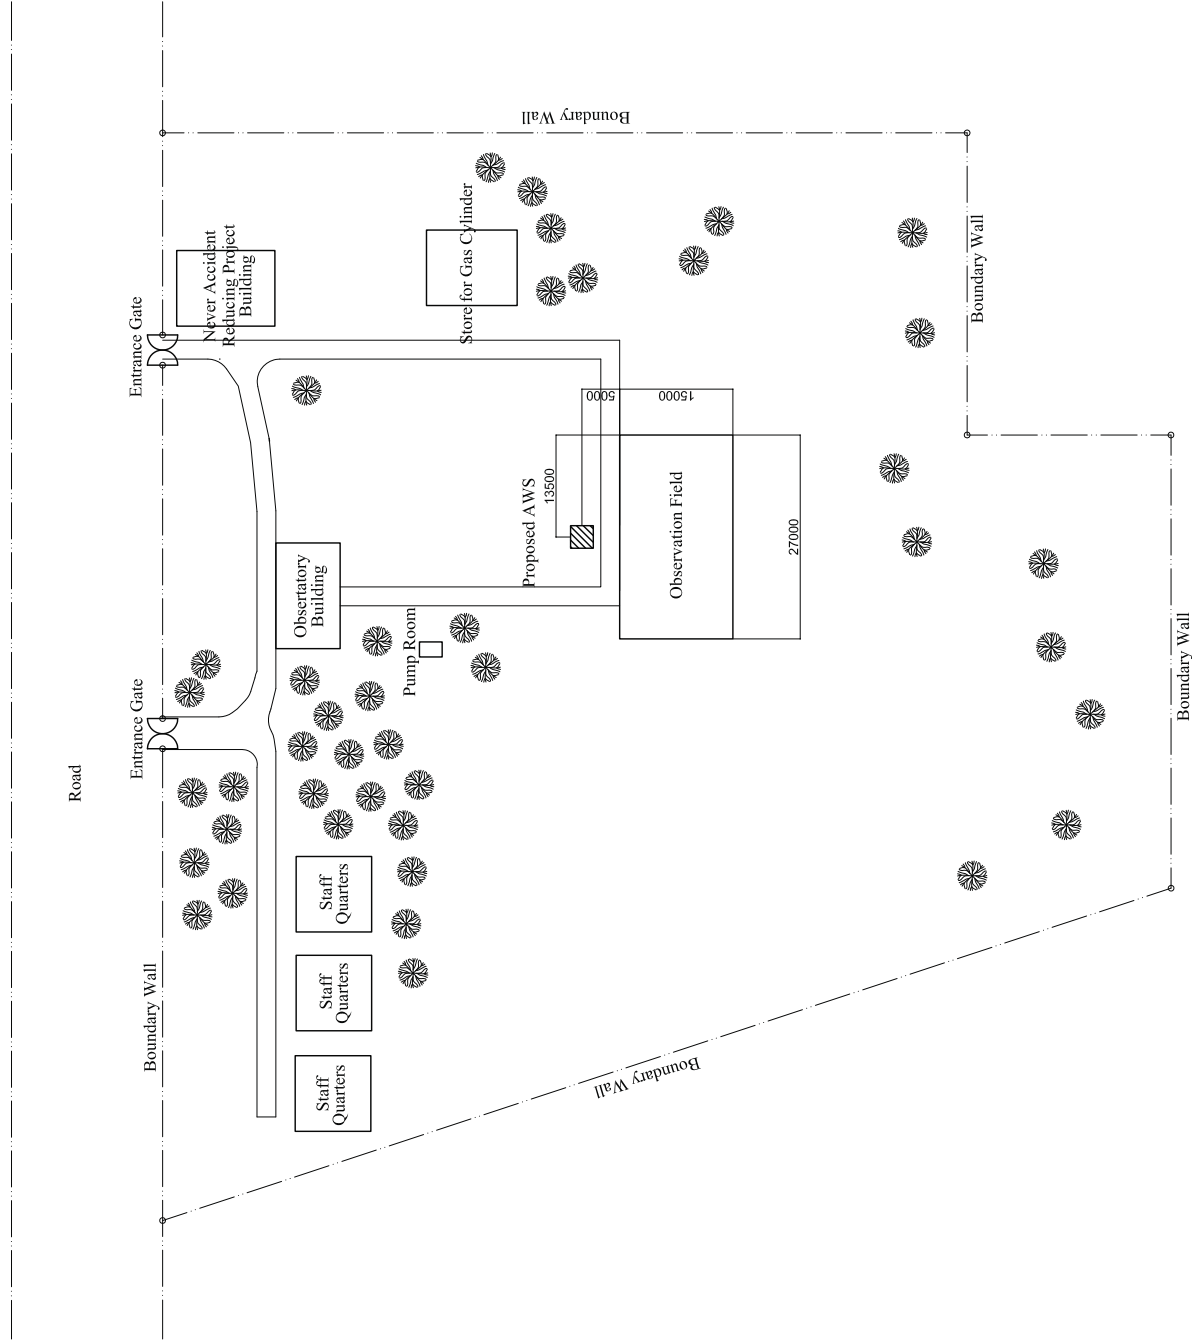 Boundary Wall
Never Accident
Reducing Project
Building
Store for Gas Cylinder
Boundary Wall
Entrance Gate
5000
15000
13500
Proposed AWS
Observation Field
27000
Obsertatory
Building
Pump Room
Entrance Gate
Boundary Wall
Road
Staff
Quarters
Staff
Quarters
Boundary Wall
Staff
Quarters
Boundary Wall